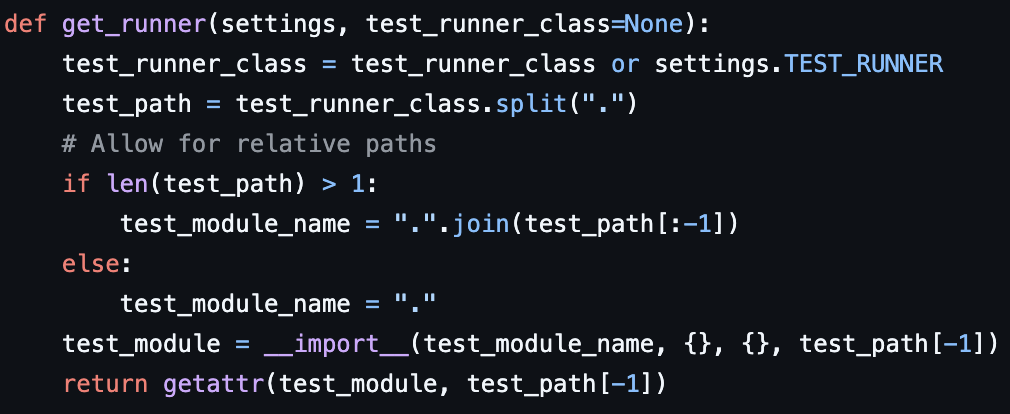 def get_runner(settings, test_runner_class=None):
    test_runner_class = test_runner_class or settings.TEST_RUNNER
    test_path = test_runner_class.split(".")
    # Allow for relative paths
    if len(test_path) > 1:
        test_module_name = ".".join(test_path[:-1])
    else:
        test_module_name = "."
    test_module = __import__(test_module_name, {}, {}, test_path[-1])
    return getattr(test_module, test_path[-1])